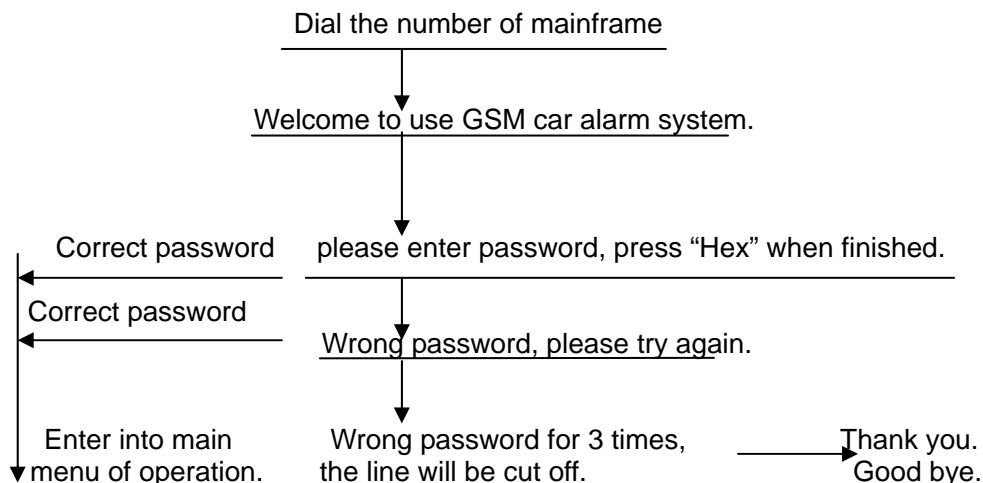 Dial the number of mainframe
Welcome to use GSM car alarm system.
Correct password please enter password, press “Hex” when finished.
Correct password
Wrong password, please try again.
Enter into main
menu of operation.
Wrong password for 3 times,
the line will be cut off.
Thank you.
Good bye.